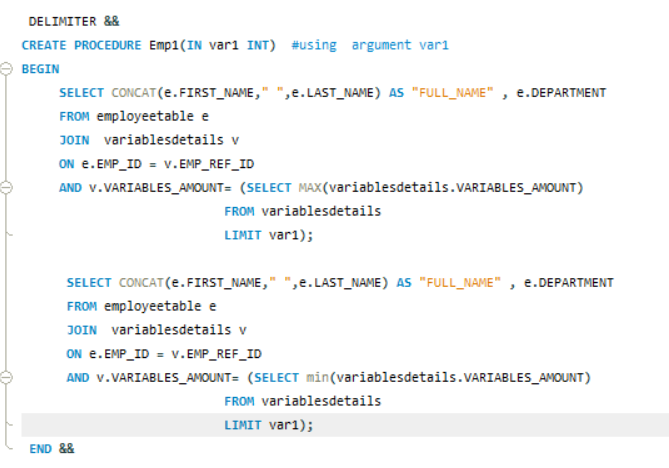 DELIMITER &&
CREATE PROCEDURE Emp1(IN var1 INT)  #using  argument var1
BEGIN
SELECT CONCAT(e.FIRST_NAME," ",e.LAST_NAME) AS "FULL_NAME" , e.DEPARTMENT
FROM employeetable e
JOIN  variablesdetails v
ON e.EMP_ID = v.EMP_REF_ID
AND v.VARIABLES_AMOUNT= (SELECT MAX(variablesdetails.VARIABLES_AMOUNT)
FROM variablesdetails
LIMIT var1);
SELECT CONCAT(e.FIRST_NAME," ",e.LAST_NAME) AS "FULL_NAME" , e.DEPARTMENT
FROM employeetable e
JOIN  variablesdetails v
ON e.EMP_ID = v.EMP_REF_ID
AND v.VARIABLES_AMOUNT= (SELECT min(variablesdetails.VARIABLES_AMOUNT)
FROM variablesdetails
LIMIT var1);
END &&